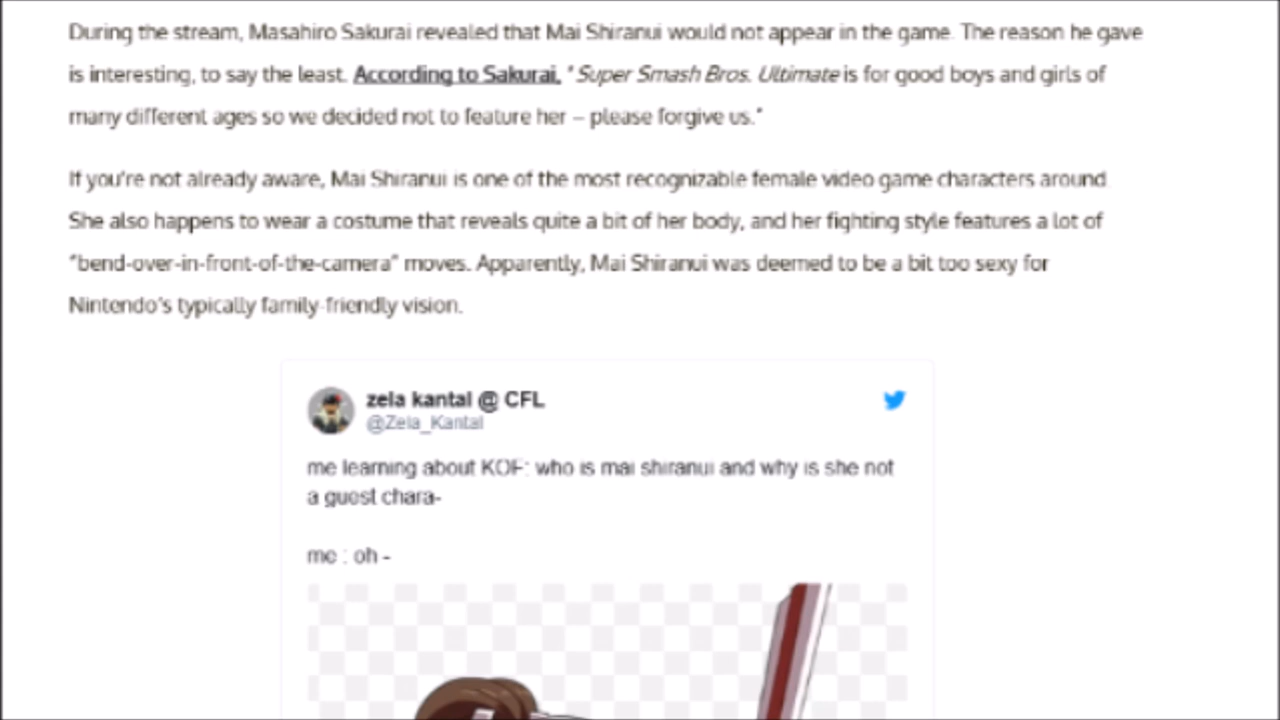 During the stream, Masahiro Sakurai revealed that Mai Shiranui would not appear in the game. The reason he gave
is interesting, to say the least. According to Sakurai, "Super Smash Bros. Ultimate is for good boys and girls of
many different ages so we decided not to feature her – please forgive us."
If you're not already aware, Mai Shiranui is one of the most recognizable female video game characters around.
She also happens to wear a costume that reveals quite a bit of her body, and her fighting style features a lot of
"bend-over-in-front-of-the-camera" moves. Apparently, Mai Shiranui was deemed to be a bit too sexy for
Nintendo's typically family-friendly vision.
zela kantal @ CFL
@Zela_Kantal
me learning about KOF: who is mai shiranui and why is she not
a guest chara-
me : oh -